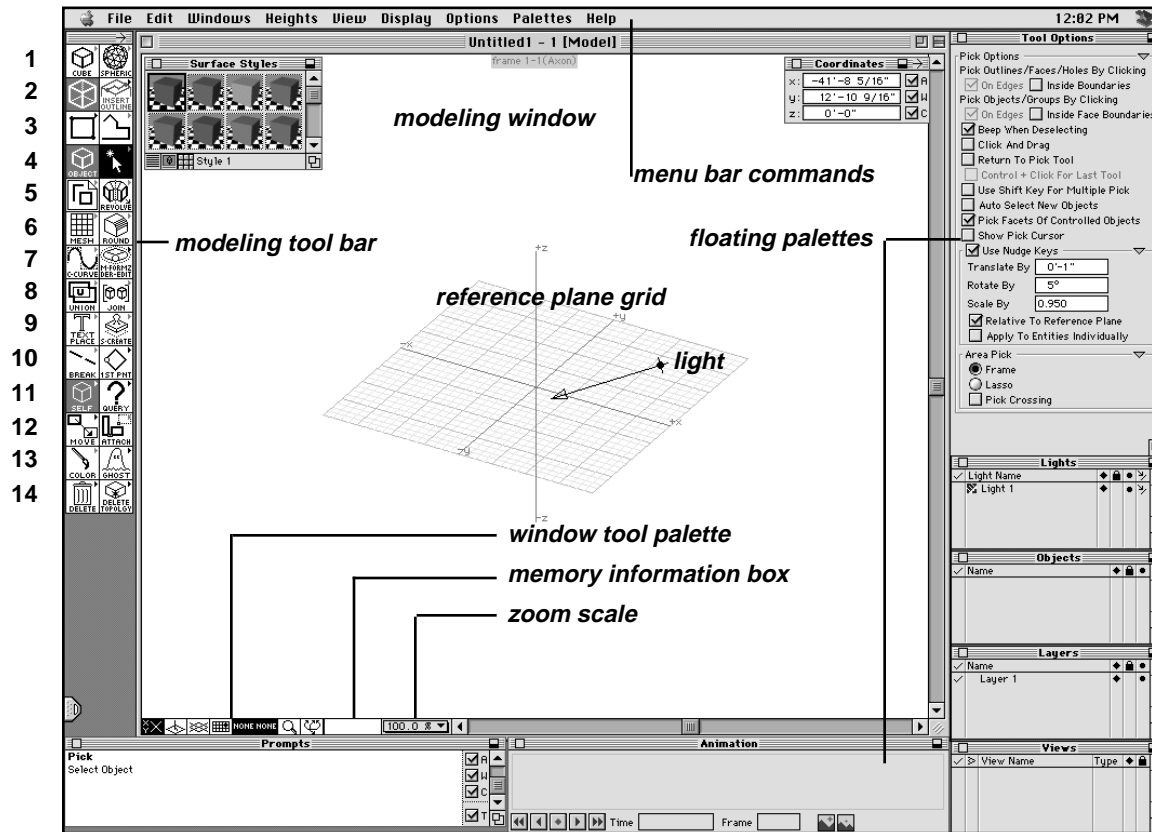 File Edit Windows Heights View Display Options Palettes Help 12:02 PM
Untitled1 - 1 [Model]
frame 1-1(Axon)
1
2
3
4
5
6
7
8
9
10
11
12
13
14
CUBE SPHERIC
INSERT OUTLINE
OBJECT
REVOLVE
MESH ROUND
C-CURVE M-FORMZ DER-EDIT
UNION JOIN
TEXT PLACE S-CREATE
BREAK 1ST PNT
SELF QUERY
MOVE ATTACH
COLOR GHOST
DELETE DELETE TOPOLGY
Surface Styles
Style 1
modeling window
menu bar commands
modeling tool bar
floating palettes
reference plane grid
light
+z
+y
-x
+x
-y
-z
window tool palette
memory information box
zoom scale
Coordinates
x: -41'-8 5/16" A
y: 12'-10 9/16" W
z: 0'-0" C
NONE NONE
100.0 %
Prompts
Pick
Select Object
A
W
C
T
Animation
Time Frame
Tool Options
Pick Options
Pick Outlines/Faces/Holes By Clicking
On Edges Inside Boundaries
Pick Objects/Groups By Clicking
On Edges Inside Face Boundaries
Beep When Deselecting
Click And Drag
Return To Pick Tool
Control + Click For Last Tool
Use Shift Key For Multiple Pick
Auto Select New Objects
Pick Facets Of Controlled Objects
Show Pick Cursor
Use Nudge Keys
Translate By 0'-1"
Rotate By 5°
Scale By 0.950
Relative To Reference Plane
Apply To Entities Individually
Area Pick
Frame
Lasso
Pick Crossing
Lights
Light Name
Light 1
Objects
Name
Layers
Name
Layer 1
Views
View Name Type